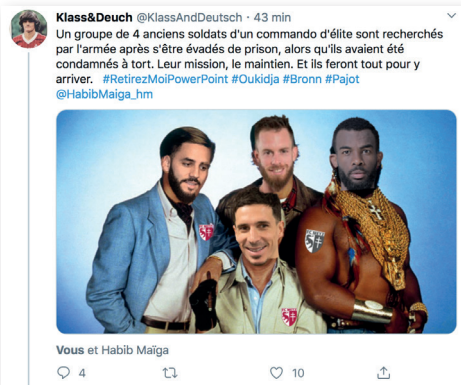 Klass&Deuch @KlassAndDeutsch · 43 min
Un groupe de 4 anciens soldats d'un commando d'élite sont recherchés
par l'armée après s'être évadés de prison, alors qu'ils avaient été
condamnés à tort. Leur mission, le maintien. Et ils feront tout pour y
arriver. #RetirezMoiPowerPoint #Oukidja #Bronn #Pajot
@HabibMaiga_hm
Vous et Habib Maïga
4
10